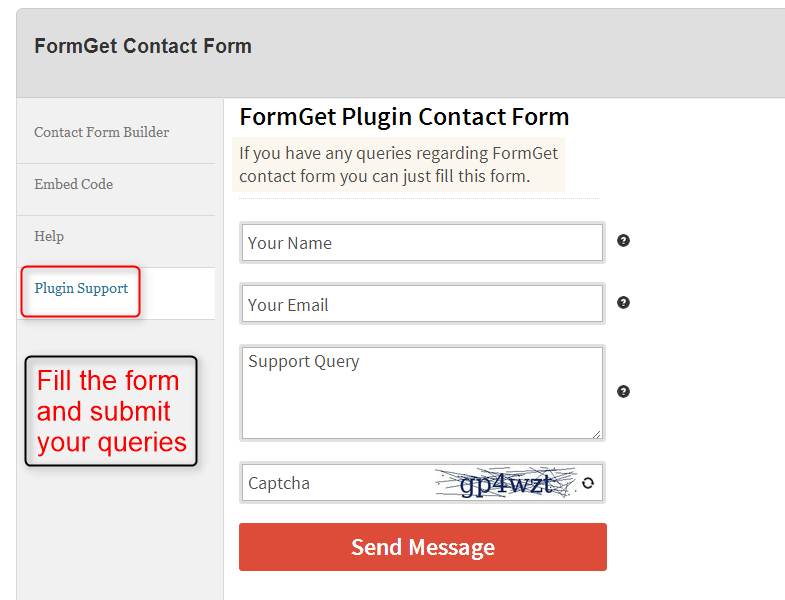 FormGet Contact Form
Contact Form Builder
Embed Code
Help
Plugin Support
Fill the form
and submit
your queries
FormGet Plugin Contact Form
If you have any queries regarding FormGet
contact form you can just fill this form.
Your Name
?
Your Email
?
Support Query
?
Captcha gp4wzt
Send Message